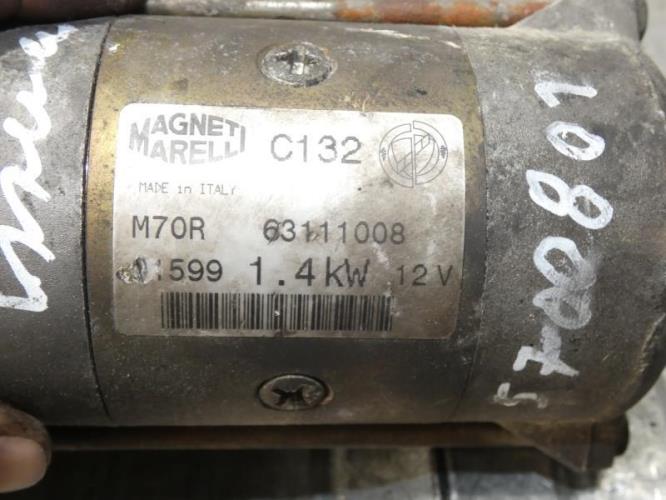 MAGNETI MARELLI C132
MADE in ITALY
M70R 63111008
1599 1.4kW 12V
5700801